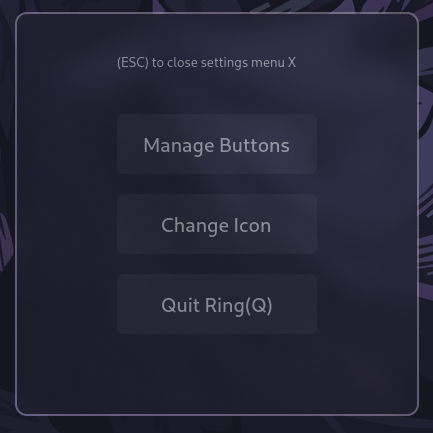 (ESC) to close settings menu X
Manage Buttons
Change Icon
Quit Ring(Q)